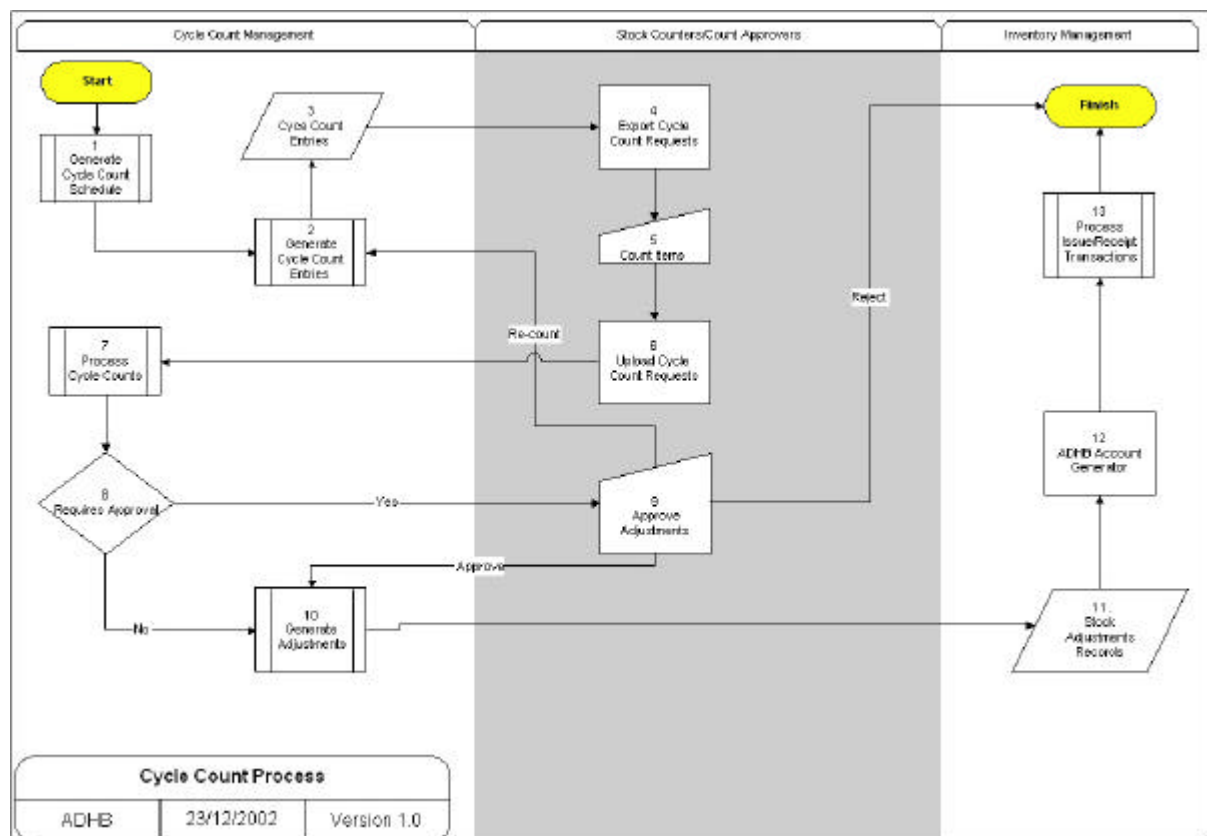 Cycle Count Management
Stock Counters/Count Approvers
Inventory Management
Start
1
Generate
Cycle Count
Schedule
3
Cycle Count
Entries
4
Export Cycle
Count Requests
Finish
2
Generate
Cycle Count
Entries
5
Count Items
13
Process
Issue/Receipt
Transactions
Reject
Re-count
7
Process
Cycle Counts
6
Upload Cycle
Count Requests
8
Requires Approval
Yes
9
Approve
Adjustments
12
ADHB Account
Generator
Approve
No
10
Generate
Adjustments
11
Stock
Adjustments
Records
Cycle Count Process
ADHB
23/12/2002
Version 1.0